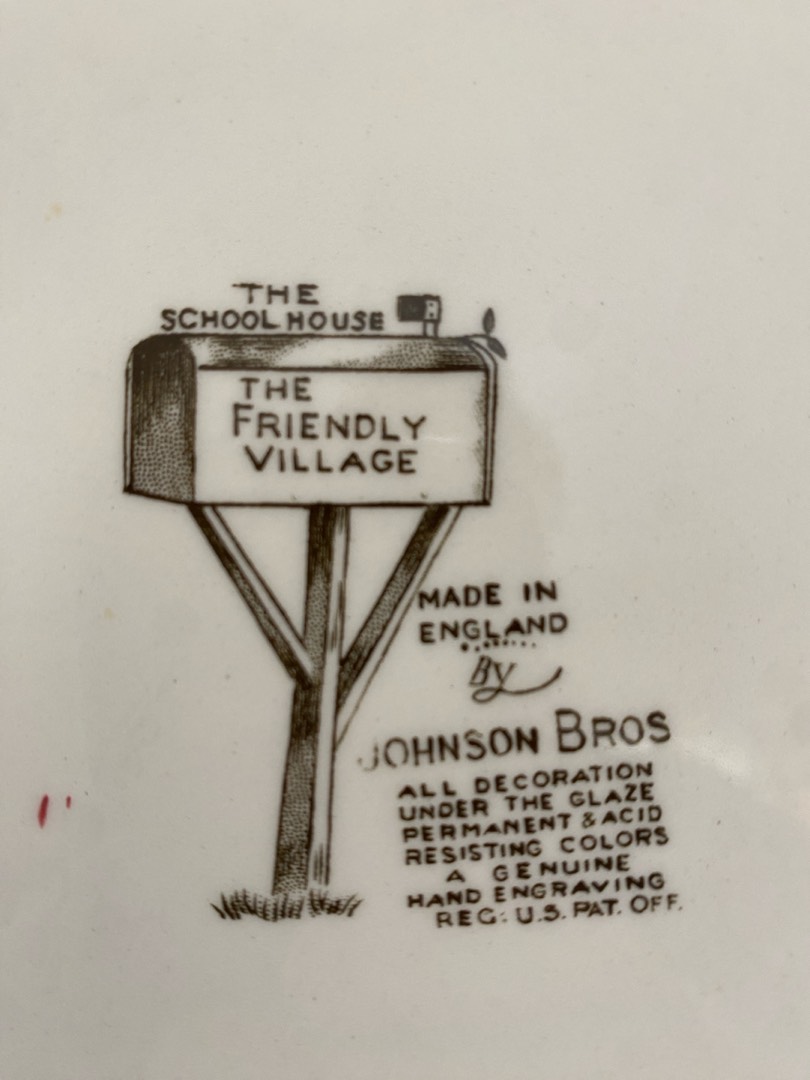 THE
SCHOOL HOUSE
THE
FRIENDLY
VILLAGE
MADE IN
ENGLAND
By
JOHNSON BROS
ALL DECORATION
UNDER THE GLAZE
PERMANENT & ACID
RESISTING COLORS
A GENUINE
HAND ENGRAVING
REG: U.S. PAT. OFF.